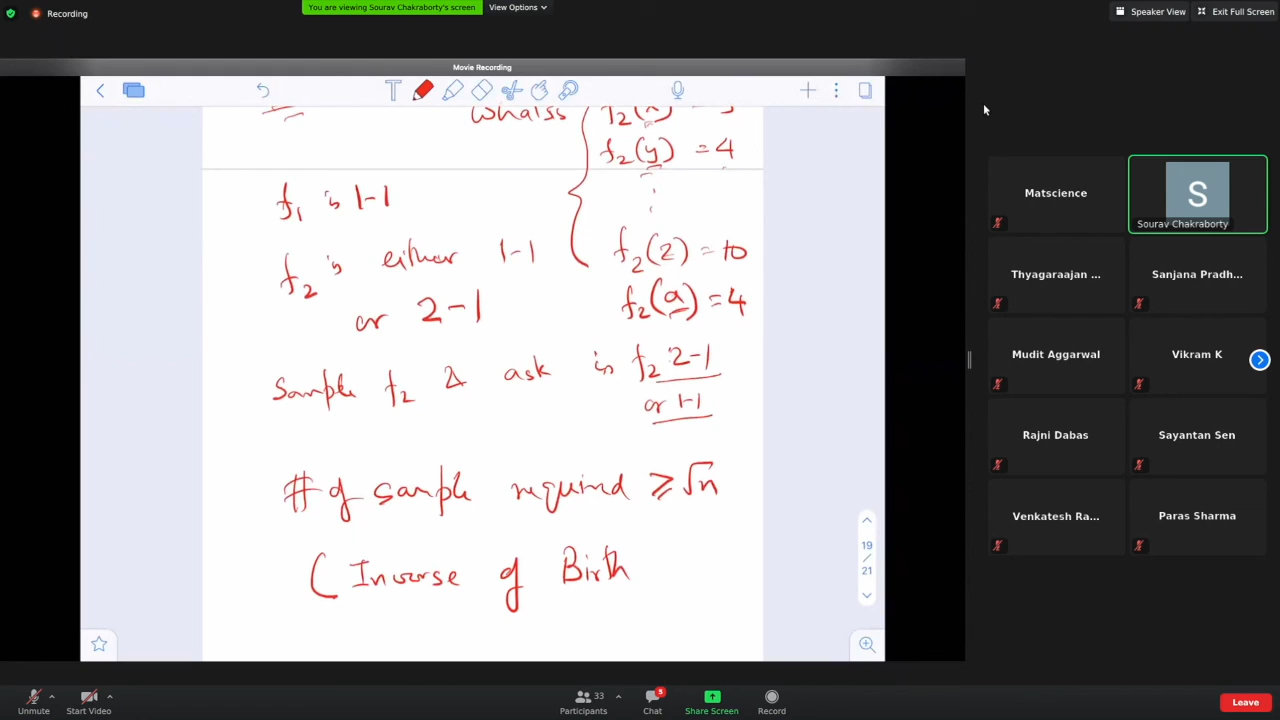 Recording
You are viewing Sourav Chakraborty's screen
View Options
Speaker View
Exit Full Screen
Movie Recording
f₂(y) = 4
f₁ is 1-1
f₂ is either 1-1
or 2-1
f₂(z) = 10
f₂(a) = 4
Sample f₂ & ask is f₂ 2-1
or 1-1
# of sample required ≥ √n
( Inverse of Birth
19
/
21
Matscience
S
Sourav Chakraborty
Thyagaraajan ...
Sanjana Pradh...
Mudit Aggarwal
Vikram K
Rajni Dabas
Sayantan Sen
Venkatesh Ra...
Paras Sharma
Unmute
Start Video
33
Participants
5
Chat
Share Screen
Record
Leave